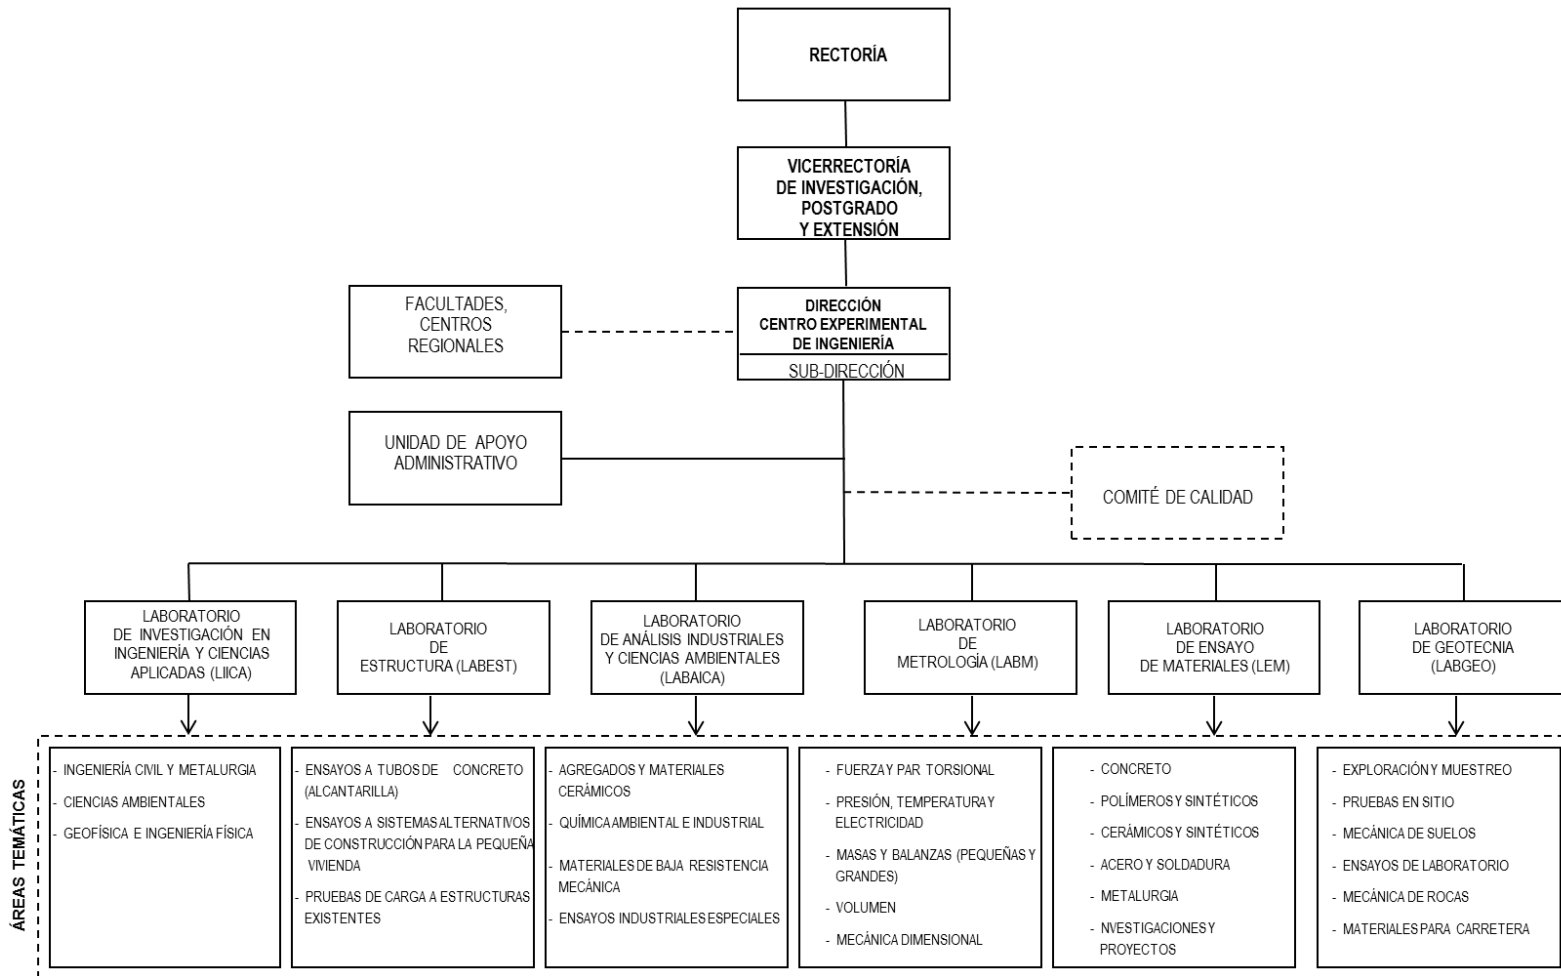 RECTORÍA
VICERRECTORÍA
DE INVESTIGACIÓN,
POSTGRADO
Y EXTENSIÓN
FACULTADES,
CENTROS
REGIONALES
DIRECCIÓN
CENTRO EXPERIMENTAL
DE INGENIERÍA
SUB-DIRECCIÓN
UNIDAD DE APOYO
ADMINISTRATIVO
COMITÉ DE CALIDAD
LABORATORIO
DE INVESTIGACIÓN EN
INGENIERÍA Y CIENCIAS
APLICADAS (LIICA)
LABORATORIO
DE
ESTRUCTURA (LABEST)
LABORATORIO
DE ANÁLISIS INDUSTRIALES
Y CIENCIAS AMBIENTALES
(LABAICA)
LABORATORIO
DE
METROLOGÍA (LABM)
LABORATORIO
DE ENSAYO
DE MATERIALES (LEM)
LABORATORIO
DE GEOTECNIA
(LABGEO)
ÁREAS TEMÁTICAS
- INGENIERÍA CIVIL Y METALURGIA
- CIENCIAS AMBIENTALES
- GEOFÍSICA E INGENIERÍA FÍSICA
- ENSAYOS A TUBOS DE CONCRETO
(ALCANTARILLA)
- ENSAYOS A SISTEMAS ALTERNATIVOS
DE CONSTRUCCIÓN PARA LA PEQUEÑA
VIVIENDA
- PRUEBAS DE CARGA A ESTRUCTURAS
EXISTENTES
- AGREGADOS Y MATERIALES
CERÁMICOS
- QUÍMICA AMBIENTAL E INDUSTRIAL
- MATERIALES DE BAJA RESISTENCIA
MECÁNICA
- ENSAYOS INDUSTRIALES ESPECIALES
- FUERZA Y PAR TORSIONAL
- PRESIÓN, TEMPERATURA Y
ELECTRICIDAD
- MASAS Y BALANZAS (PEQUEÑAS Y
GRANDES)
- VOLUMEN
- MECÁNICA DIMENSIONAL
- CONCRETO
- POLÍMEROS Y SINTÉTICOS
- CERÁMICOS Y SINTÉTICOS
- ACERO Y SOLDADURA
- METALURGIA
- NVESTIGACIONES Y
PROYECTOS
- EXPLORACIÓN Y MUESTREO
- PRUEBAS EN SITIO
- MECÁNICA DE SUELOS
- ENSAYOS DE LABORATORIO
- MECÁNICA DE ROCAS
- MATERIALES PARA CARRETERA